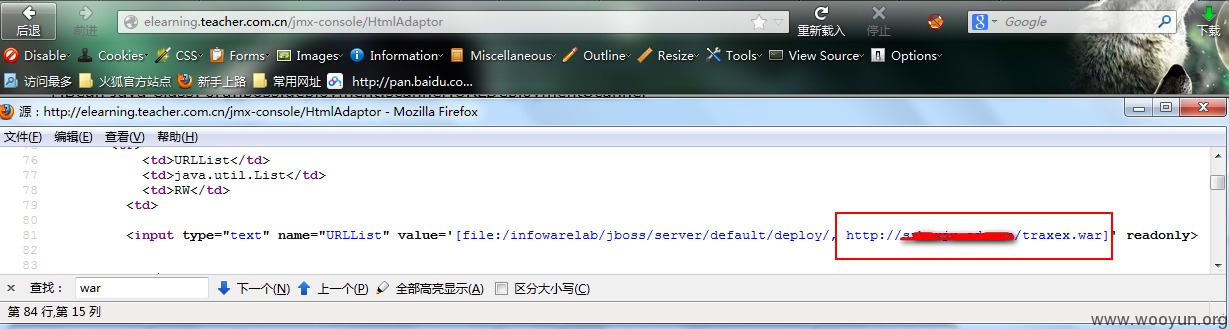 后退
前进
elearning.teacher.com.cn/jmx-console/HtmlAdaptor
重新载入
停止
Google
下载
Disable Cookies CSS Forms Images Information Miscellaneous Outline Resize Tools View Source Options
访问最多 火狐官方站点 新手上路 常用网址 http://pan.baidu.co...
源：http://elearning.teacher.com.cn/jmx-console/HtmlAdaptor - Mozilla Firefox
文件(F) 编辑(E) 查看(V) 帮助(H)
76 <td>URLList</td>
77 <td>java.util.List</td>
78 <td>RW</td>
79 <td>
80
81 <input type="text" name="URLList" value='[file:/infowarelab/jboss/server/default/deploy/, http:// /traxex.war]' readonly>
82
83
查找： war 下一个(N) 上一个(P) 全部高亮显示(A) 区分大小写(C)
第 84 行,第 15 列
www.wooyun.org